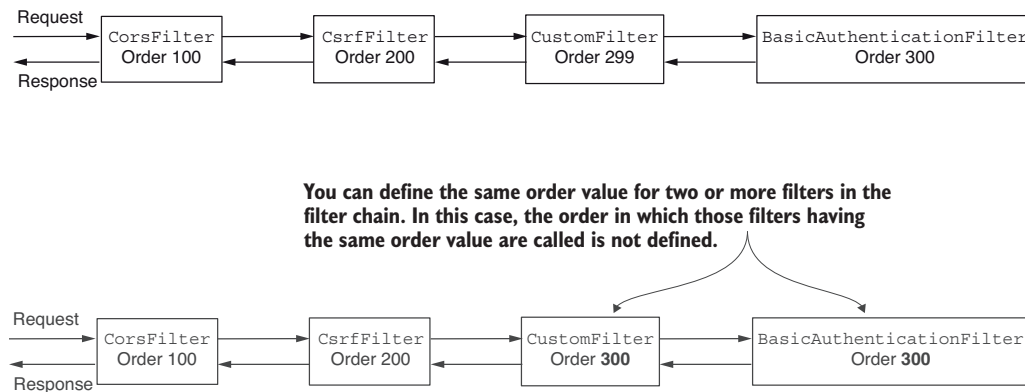 Request
CorsFilter
Order 100
CsrfFilter
Order 200
CustomFilter
Order 299
BasicAuthenticationFilter
Order 300
Response
You can define the same order value for two or more filters in the
filter chain. In this case, the order in which those filters having
the same order value are called is not defined.
Request
CorsFilter
Order 100
CsrfFilter
Order 200
CustomFilter
Order 300
BasicAuthenticationFilter
Order 300
Response